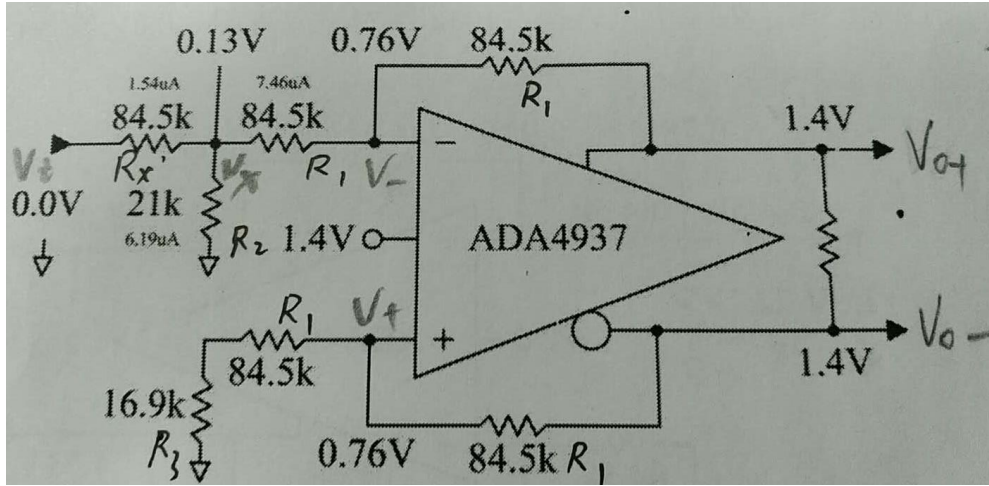 0.13V 0.76V 84.5k
1.54uA 7.46uA R1
84.5k 84.5k 1.4V
Vt Rx' Vx R1 V- − Vo+
0.0V 21k
6.19uA R2 1.4V ADA4937
R1 V+ + Vo-
84.5k 1.4V
16.9k
R3 0.76V 84.5k R1